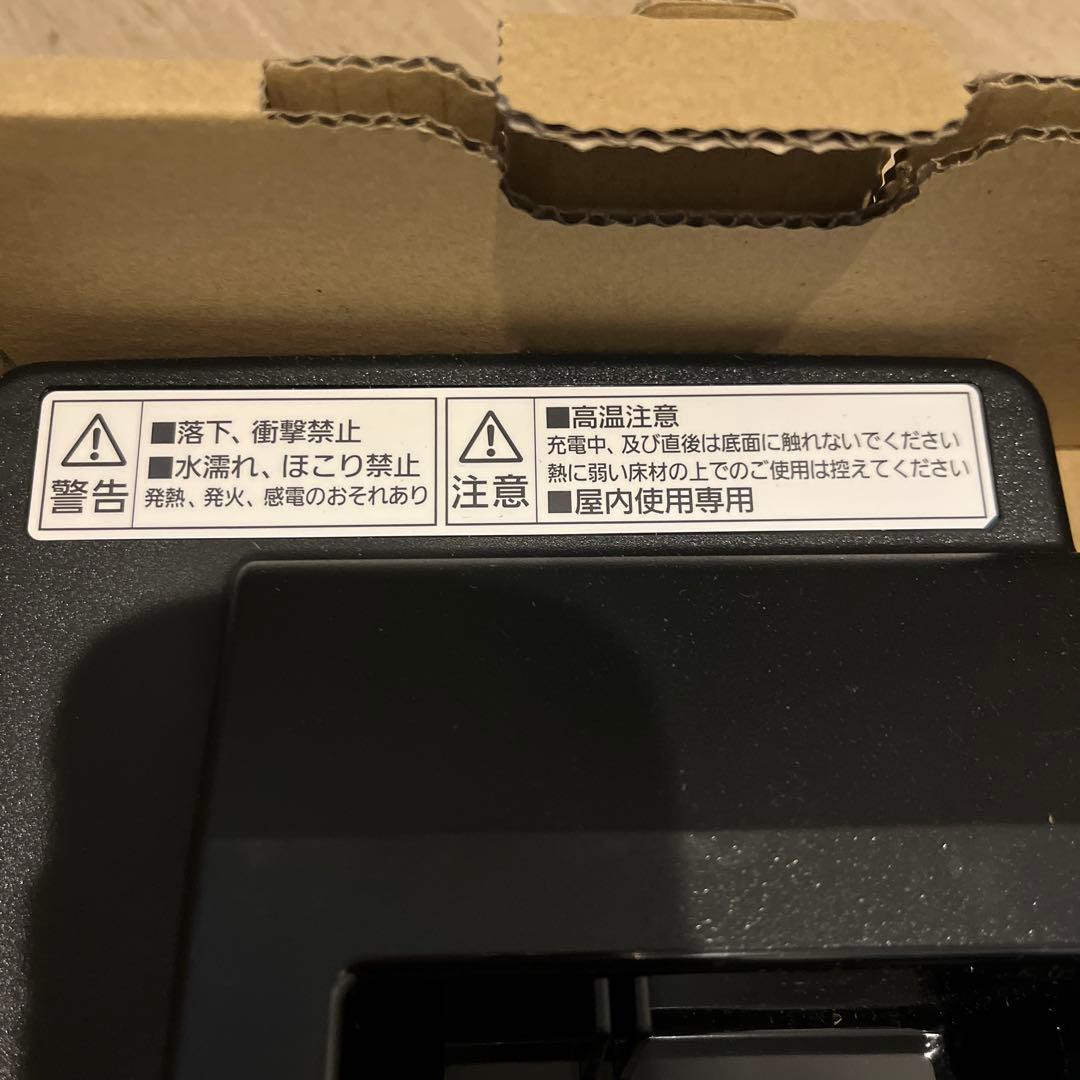 警告
■落下、衝撃禁止
■水濡れ、ほこり禁止
発熱、発火、感電のおそれあり
注意
■高温注意
充電中、及び直後は底面に触れないでください
熱に弱い床材の上でのご使用は控えてください
■屋内使用専用